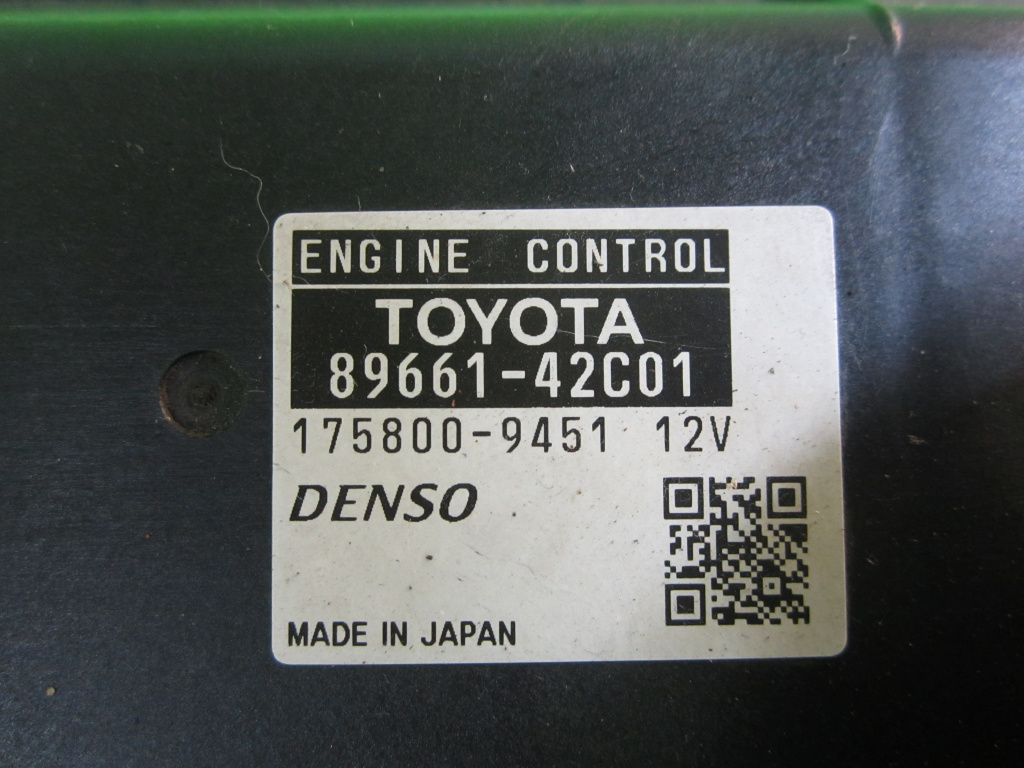 ENGINE CONTROL
TOYOTA
89661-42C01
175800-9451 12V
DENSO
MADE IN JAPAN